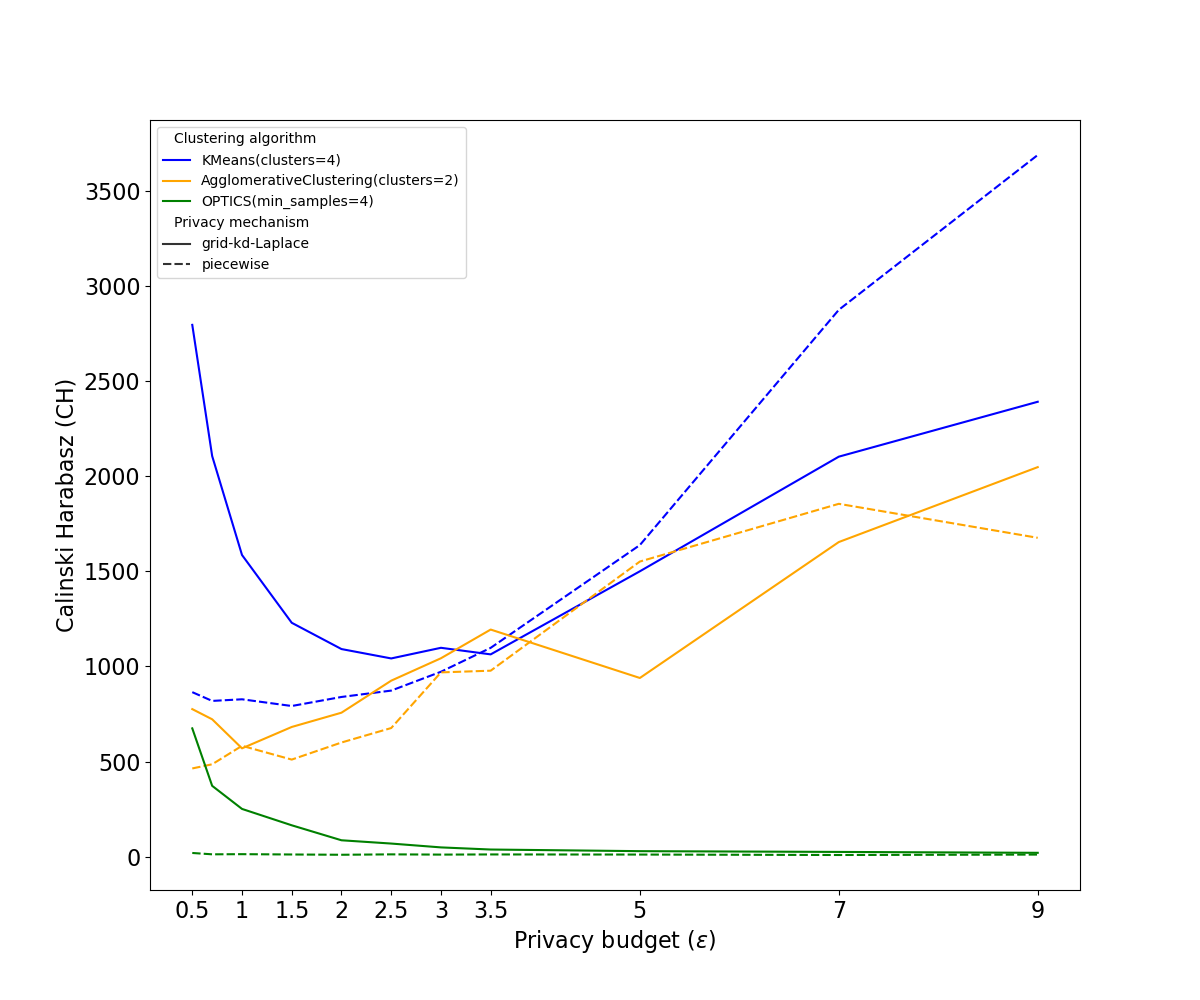 Clustering algorithm
KMeans(clusters=4)
AgglomerativeClustering(clusters=2)
OPTICS(min_samples=4)
Privacy mechanism
grid-kd-Laplace
piecewise
Calinski Harabasz (CH)
3500
3000
2500
2000
1500
1000
500
0
0.5 1 1.5 2 2.5 3 3.5 5 7 9
Privacy budget (ε)